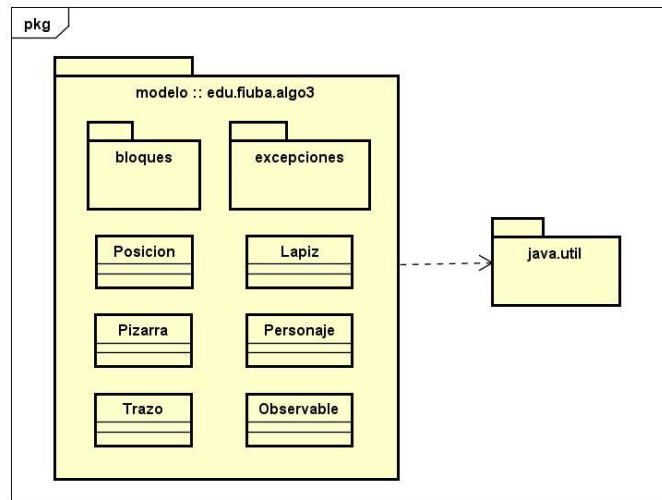 pkg
modelo :: edu.fiuba.algo3
bloques
excepciones
Posicion
Lapiz
java.util
Pizarra
Personaje
Trazo
Observable